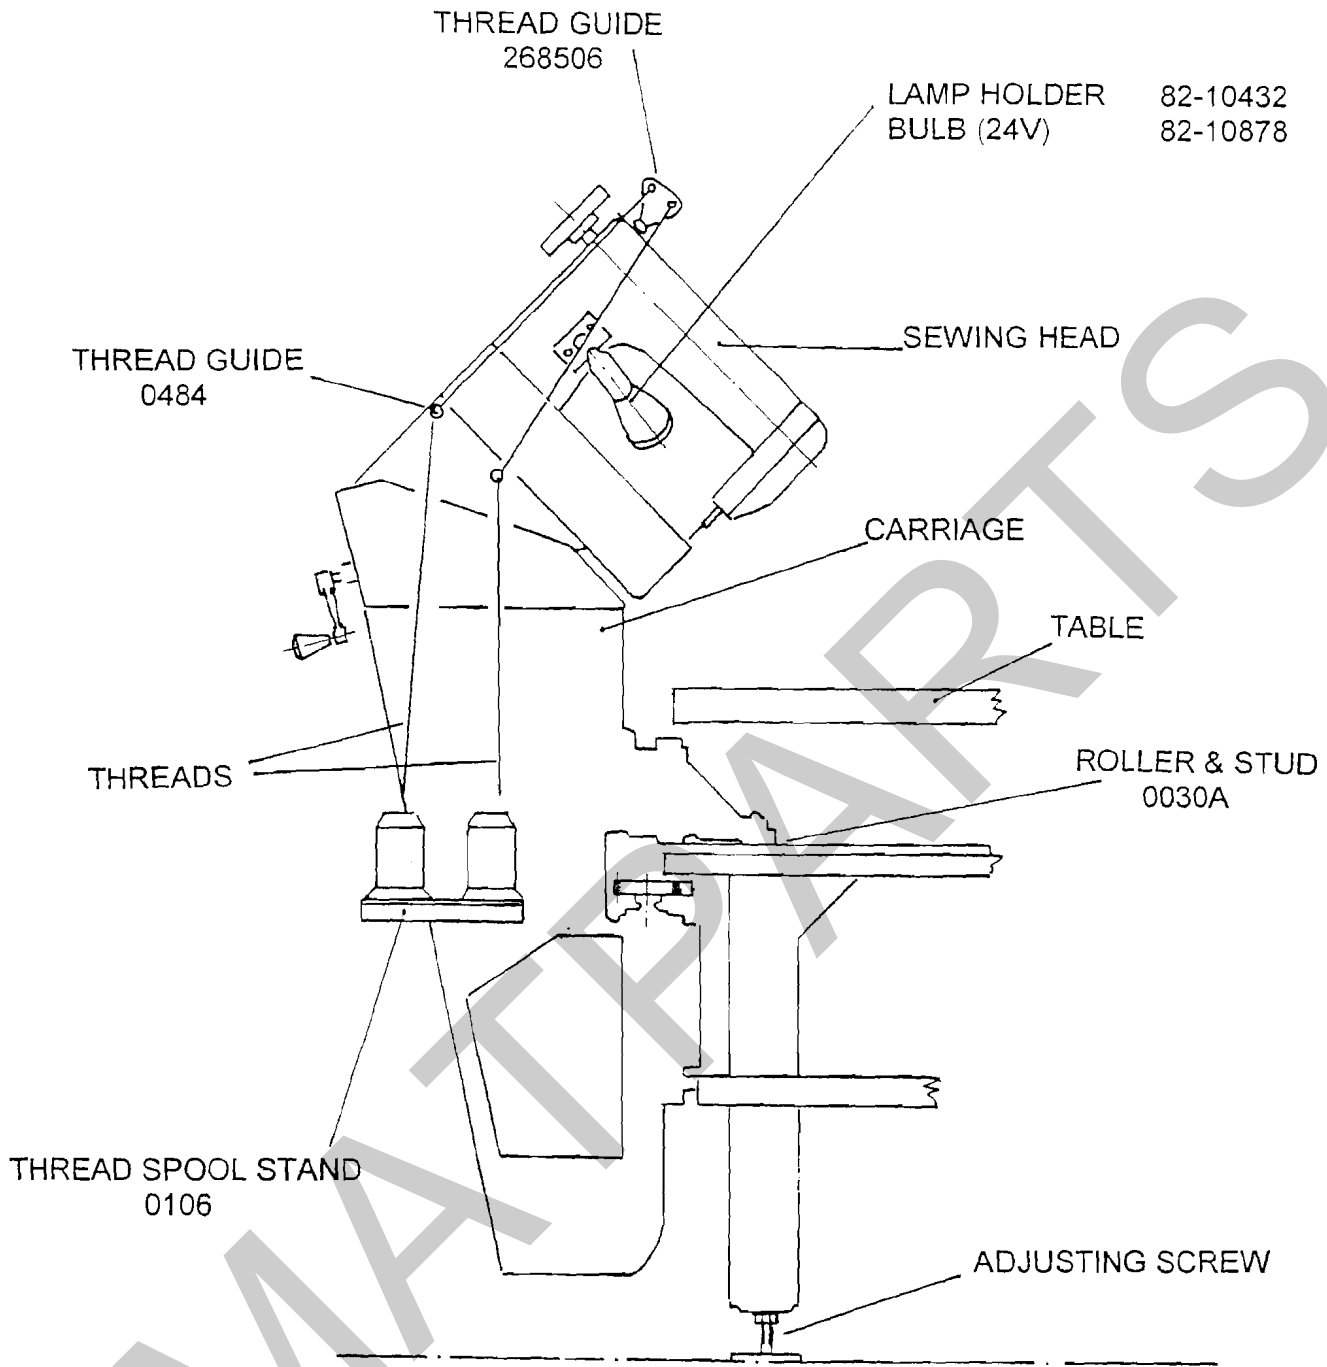 THREAD GUIDE
268506
LAMP HOLDER 82-10432
BULB (24V) 82-10878
SEWING HEAD
THREAD GUIDE
0484
CARRIAGE
TABLE
THREADS
ROLLER & STUD
0030A
THREAD SPOOL STAND
0106
ADJUSTING SCREW
MATPARTS